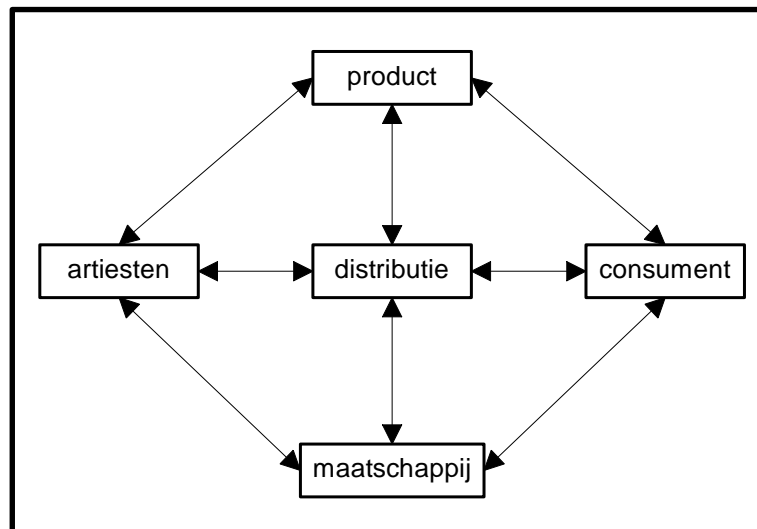 product
artiesten
distributie
consument
maatschappij